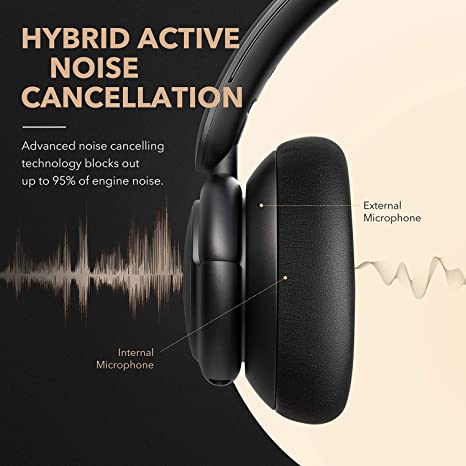 HYBRID ACTIVE
NOISE
CANCELLATION
Advanced noise cancelling
technology blocks out
up to 95% of engine noise.
External
Microphone
Internal
Microphone